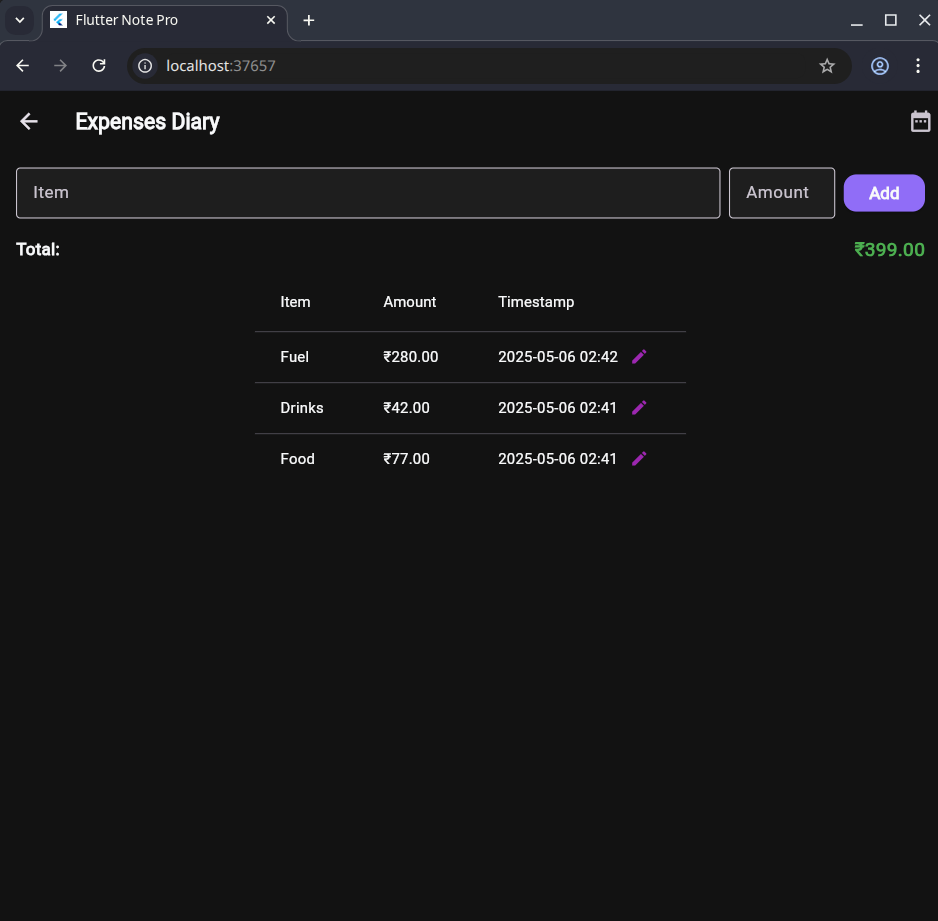 Flutter Note Pro
localhost:37657
Expenses Diary
Item Amount Add
Total: ₹399.00
Item Amount Timestamp
Fuel ₹280.00 2025-05-06 02:42
Drinks ₹42.00 2025-05-06 02:41
Food ₹77.00 2025-05-06 02:41